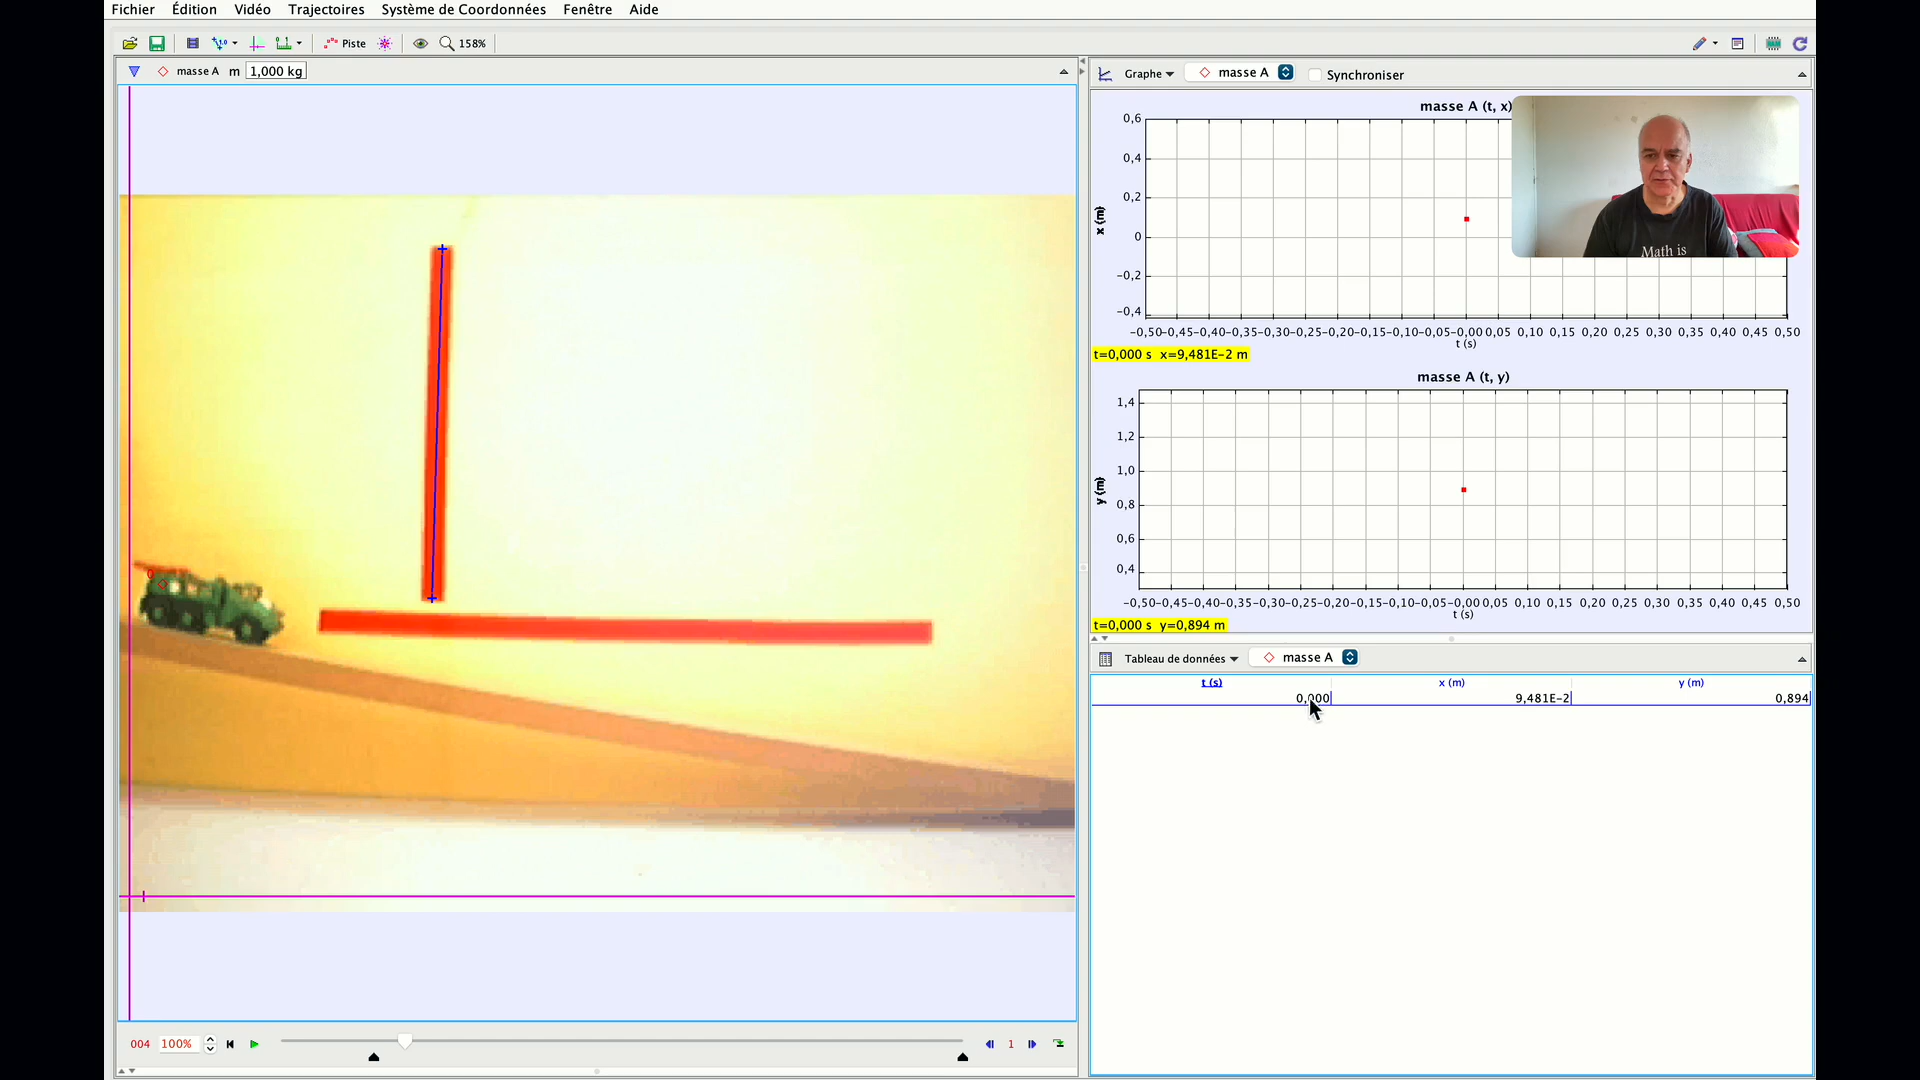 Fichier Édition Vidéo Trajectoires Système de Coordonnées Fenêtre Aide
Piste 158%
masse A m 1,000 kg
Graphe masse A Synchroniser
masse A (t, x)
0,6
0,4
0,2
0
-0,2
-0,4
x (m)
-0,50 -0,45 -0,40 -0,35 -0,30 -0,25 -0,20 -0,15 -0,10 -0,05 -0,00 0,05 0,10 0,15 0,20 0,25 0,30 0,35 0,40 0,45 0,50
t (s)
t=0,000 s x=9,481E-2 m
Math is
masse A (t, y)
1,4
1,2
1,0
0,8
0,6
0,4
y (m)
-0,50 -0,45 -0,40 -0,35 -0,30 -0,25 -0,20 -0,15 -0,10 -0,05 -0,00 0,05 0,10 0,15 0,20 0,25 0,30 0,35 0,40 0,45 0,50
t (s)
t=0,000 s y=0,894 m
Tableau de données masse A
t (s) x (m) y (m)
0,000 9,481E-2 0,894
0
004 100% 1